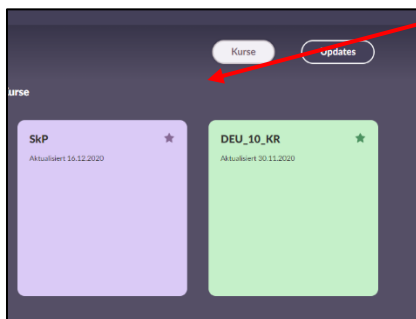 Kurse Updates
urse
SkP DEU_10_KR
Aktualisiert 16.12.2020 Aktualisiert 30.11.2020